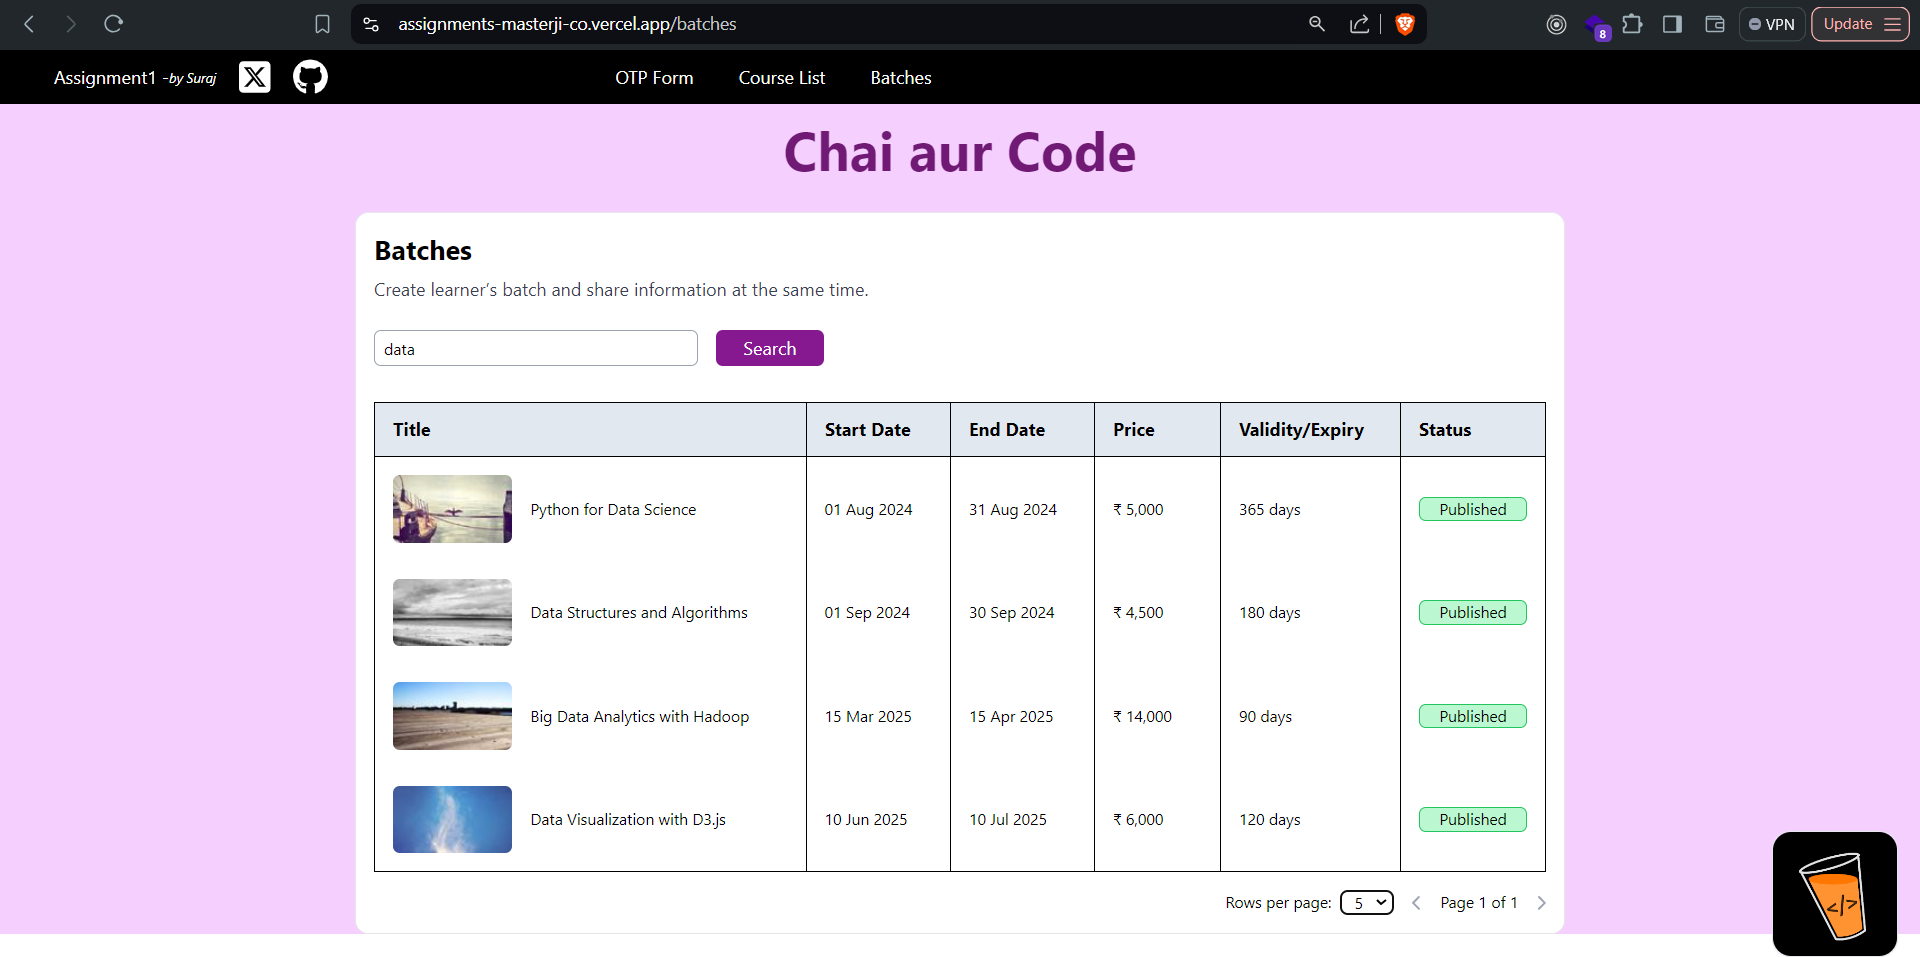 assignments-masterji-co.vercel.app/batches
8
VPN
Update
Assignment1 -by Suraj
OTP Form
Course List
Batches
Chai aur Code
Batches
Create learner’s batch and share information at the same time.
data
Search
Title Start Date End Date Price Validity/Expiry Status
Python for Data Science 01 Aug 2024 31 Aug 2024 ₹ 5,000 365 days Published
Data Structures and Algorithms 01 Sep 2024 30 Sep 2024 ₹ 4,500 180 days Published
Big Data Analytics with Hadoop 15 Mar 2025 15 Apr 2025 ₹ 14,000 90 days Published
Data Visualization with D3.js 10 Jun 2025 10 Jul 2025 ₹ 6,000 120 days Published
Rows per page: 5 Page 1 of 1
</>